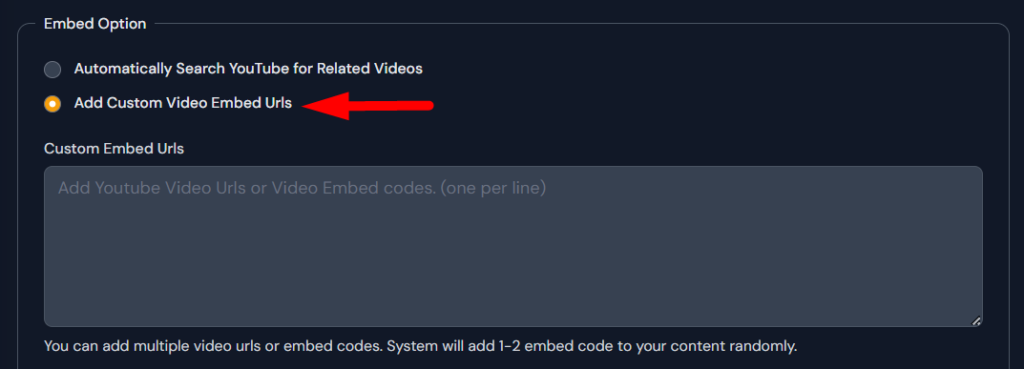 Embed Option
Automatically Search YouTube for Related Videos
Add Custom Video Embed Urls
Custom Embed Urls
Add Youtube Video Urls or Video Embed codes. (one per line)
You can add multiple video urls or embed codes. System will add 1-2 embed code to your content randomly.